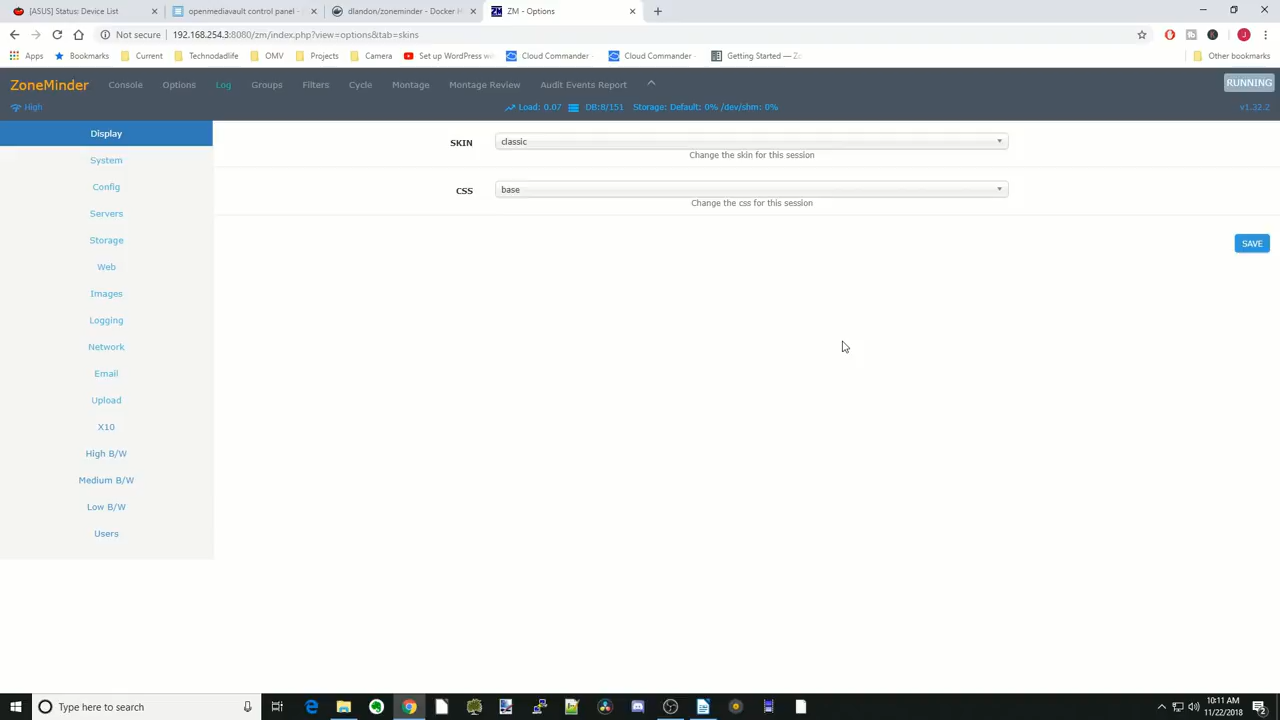 [ASUS] Status: Device List
openmediavault control panel -
dlandon/zoneminder - Docker H
ZM - Options
Not secure
192.168.254.3:8080/zm/index.php?view=options&tab=skins
Apps
Bookmarks
Current
Technodadlife
OMV
Projects
Camera
Set up WordPress w
Cloud Commander
Cloud Commander
Getting Started — Zo
Other bookmarks
ZoneMinder
Console
Options
Log
Groups
Filters
Cycle
Montage
Montage Review
Audit Events Report
RUNNING
High
Load: 0.07
DB:8/151
Storage: Default: 0% /dev/shm: 0%
v1.32.2
Display
System
Config
Servers
Storage
Web
Images
Logging
Network
Email
Upload
X10
High B/W
Medium B/W
Low B/W
Users
SKIN
classic
Change the skin for this session
CSS
base
Change the css for this session
SAVE
Type here to search
10:11 AM
11/22/2018